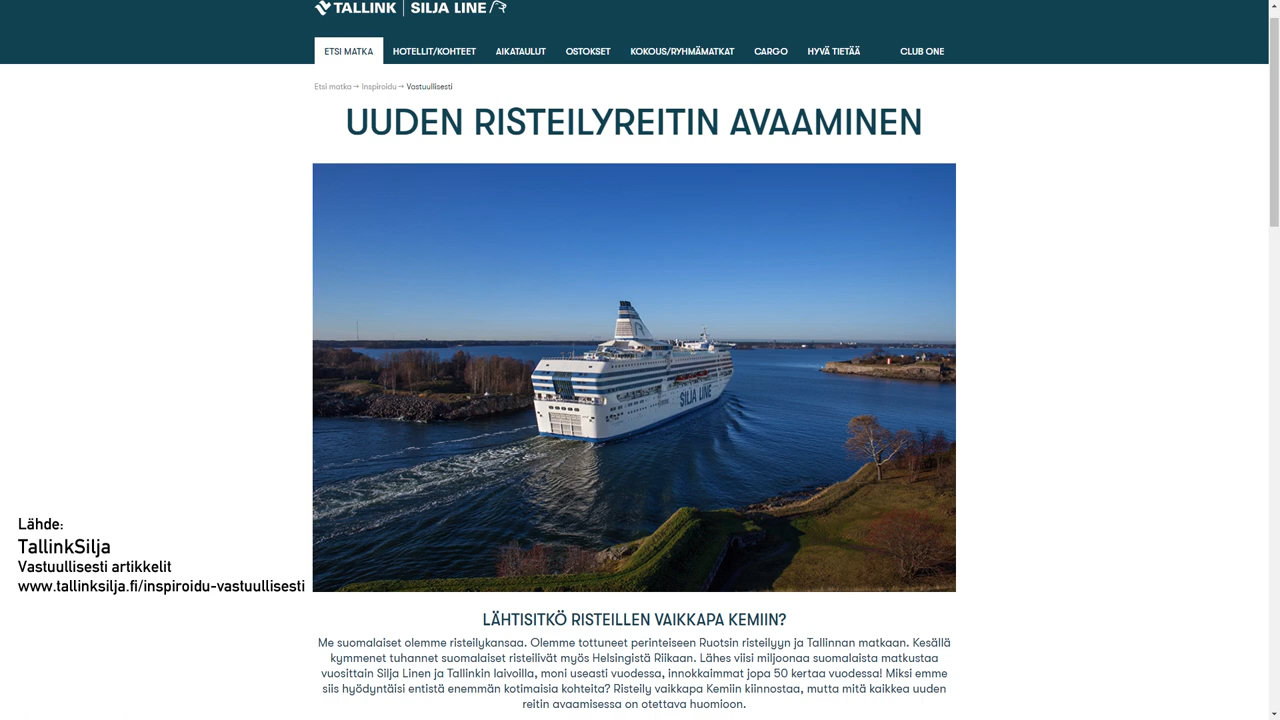 TALLINK SILJA LINE
ETSI MATKA HOTELLIT/KOHTEET AIKATAULUT OSTOKSET KOKOUS/RYHMÄMATKAT CARGO HYVÄ TIETÄÄ CLUB ONE
Etsi matka → Inspiroidu → Vastuullisesti
UUDEN RISTEILYREITIN AVAAMINEN
SILJA LINE
Lähde:
TallinkSilja
Vastuullisesti artikkelit
www.tallinksilja.fi/inspiroidu-vastuullisesti
LÄHTISITKÖ RISTEILLEN VAIKKAPA KEMIIN?
Me suomalaiset olemme risteilykansaa. Olemme tottuneet perinteiseen Ruotsin risteilyyn ja Tallinnan matkaan. Kesällä
kymmenet tuhannet suomalaiset risteilivät myös Helsingistä Riikaan. Lähes viisi miljoonaa suomalaista matkustaa
vuosittain Silja Linen ja Tallinkin laivoilla, moni useasti vuodessa, innokkaimmat jopa 50 kertaa vuodessa! Miksi emme
siis hyödyntäisi entistä enemmän kotimaisia kohteita? Risteily vaikkapa Kemiin kiinnostaa, mutta mitä kaikkea uuden
reitin avaamisessa on otettava huomioon.